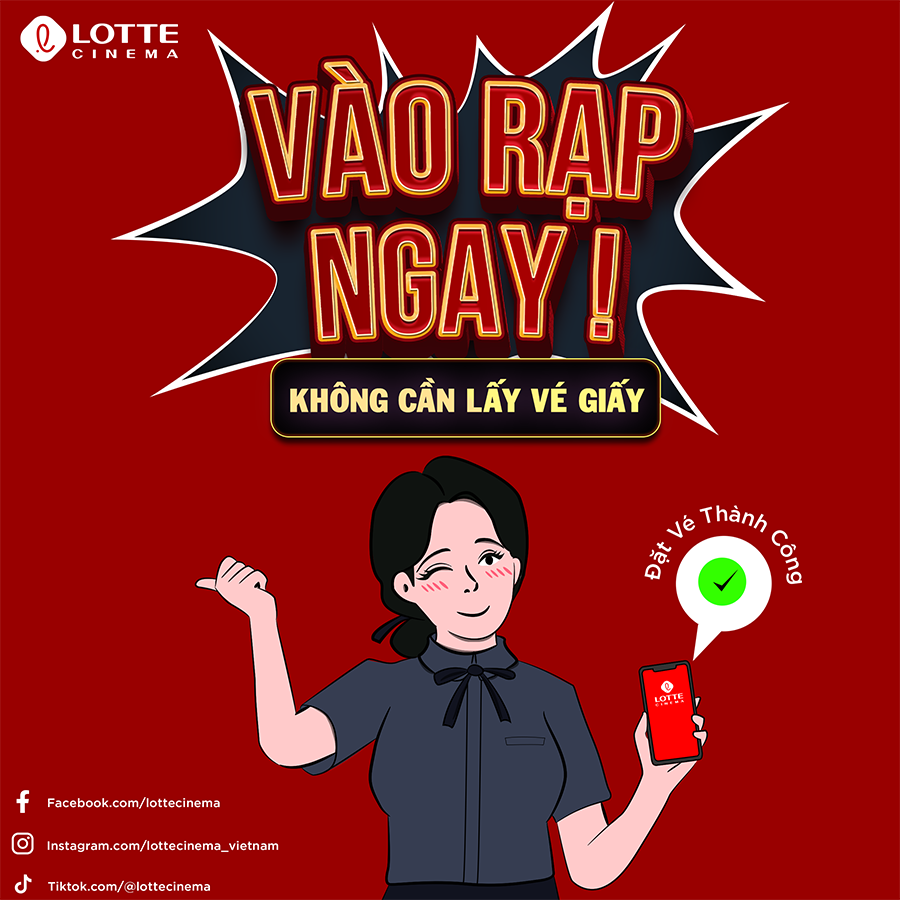 LOTTE
CINEMA
VÀO RẠP
NGAY !
KHÔNG CẦN LẤY VÉ GIẤY
Đặt Vé Thành Công
LOTTE
CINEMA
Facebook.com/lottecinema
Instagram.com/lottecinema_vietnam
Tiktok.com/@lottecinema